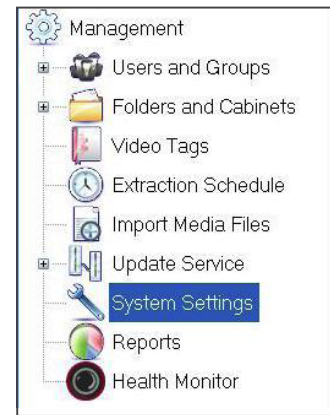 Management
Users and Groups
Folders and Cabinets
Video Tags
Extraction Schedule
Import Media Files
Update Service
System Settings
Reports
Health Monitor